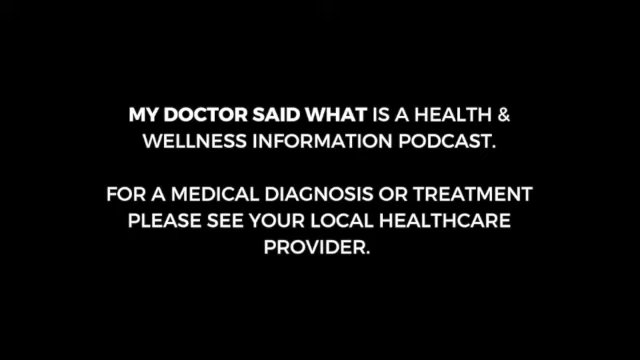 MY DOCTOR SAID WHAT IS A HEALTH &
WELLNESS INFORMATION PODCAST.
FOR A MEDICAL DIAGNOSIS OR TREATMENT
PLEASE SEE YOUR LOCAL HEALTHCARE
PROVIDER.